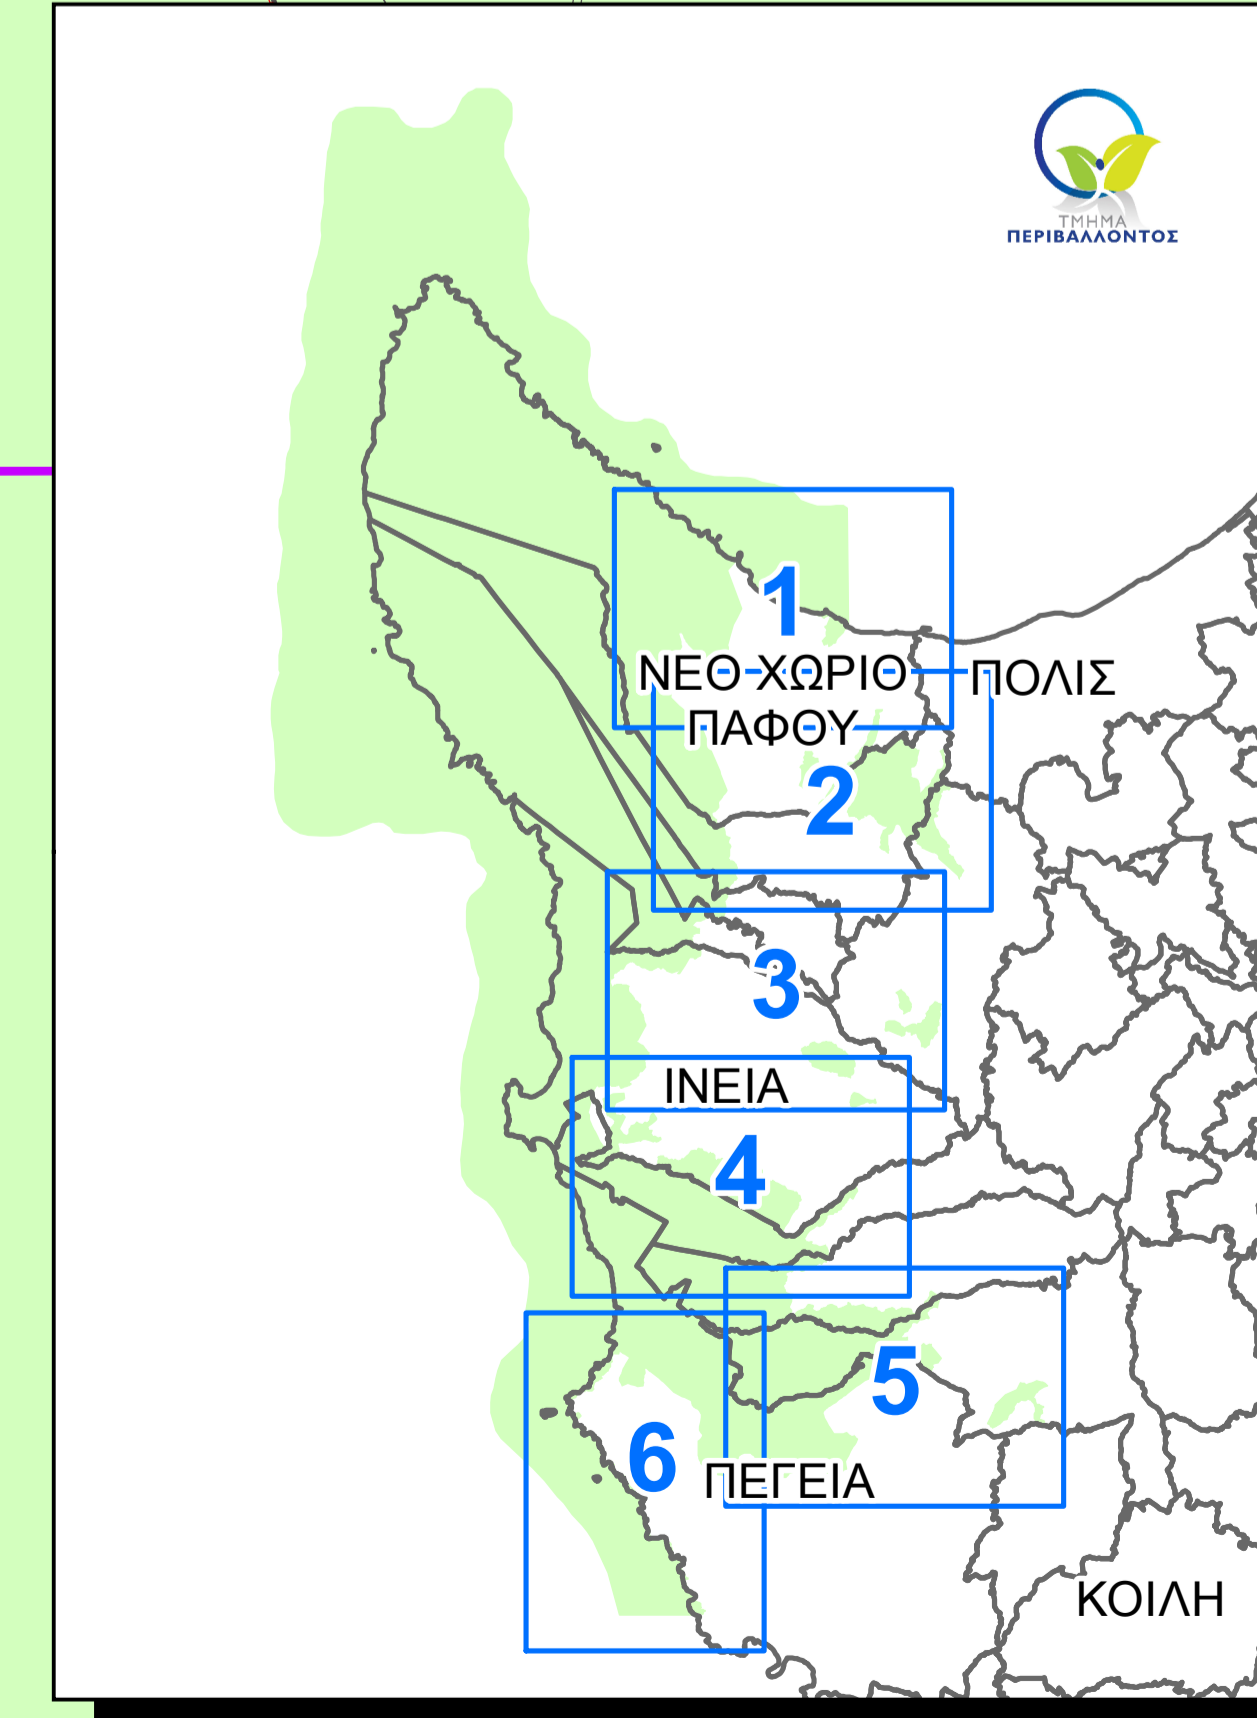 ΤΜΗΜΑ
ΠΕΡΙΒΑΛΛΟΝΤΟΣ
1
ΝΕΟ ΧΩΡΙΟ
ΠΑΦΟΥ
ΠΟΛΙΣ
2
3
ΙΝΕΙΑ
4
5
6
ΠΕΓΕΙΑ
ΚΟΙΛΗ